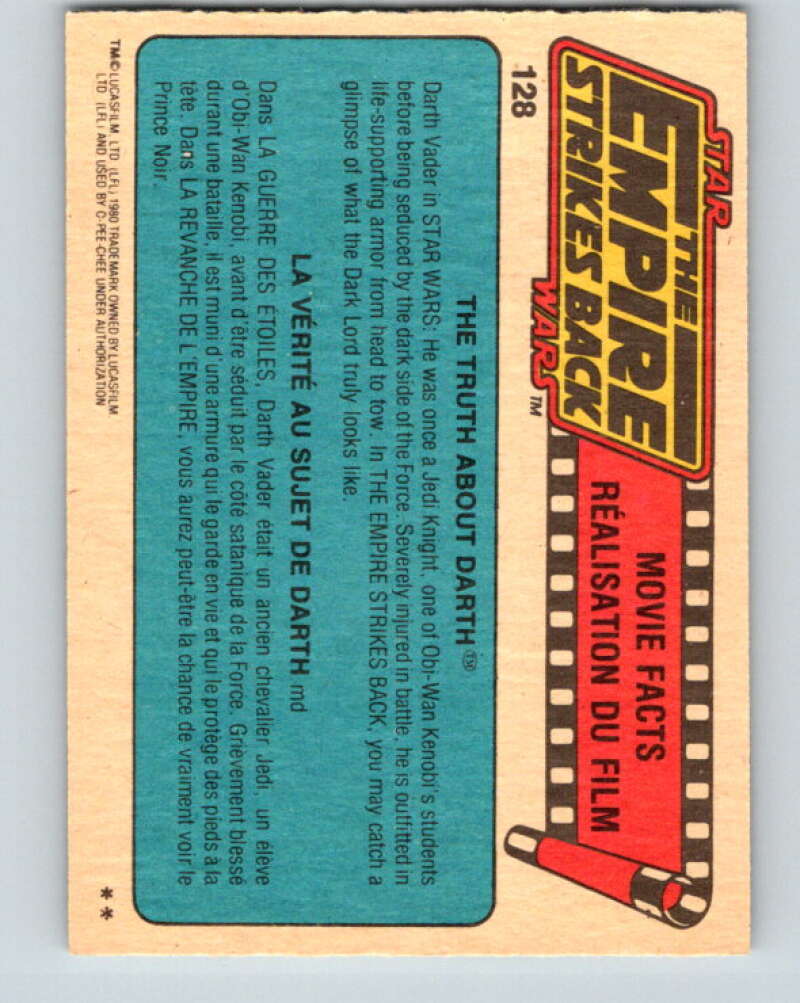 STAR
THE
EMPIRE
STRIKES BACK
WARS™
MOVIE FACTS
RÉALISATION DU FILM
128
THE TRUTH ABOUT DARTH™
Darth Vader in STAR WARS: He was once a Jedi Knight, one of Obi-Wan Kenobi's students
before being seduced by the dark side of the Force. Severely injured in battle, he is outfitted in
life-supporting armor from head to tow. In THE EMPIRE STRIKES BACK, you may catch a
glimpse of what the Dark Lord truly looks like.
LA VÉRITÉ AU SUJET DE DARTH md
Dans LA GUERRE DES ÉTOILES, Darth Vader était un ancien chevalier Jedi, un élève
d'Obi-Wan Kenobi, avant d'être séduit par le côté satanique de la Force. Grievement blessé
durant une bataille, il est muni d'une armure qui le garde en vie et qui le protège des pieds à la
tête. Dans LA REVANCHE DE L'EMPIRE, vous aurez peut-être la chance de vraiment voir le
Prince Noir.
TM:© LUCASFILM, LTD. (LFL) 1980 TRADEMARK OWNED BY LUCASFILM
LTD. (LFL) AND USED BY O-PEE-CHEE UNDER AUTHORIZATION
**